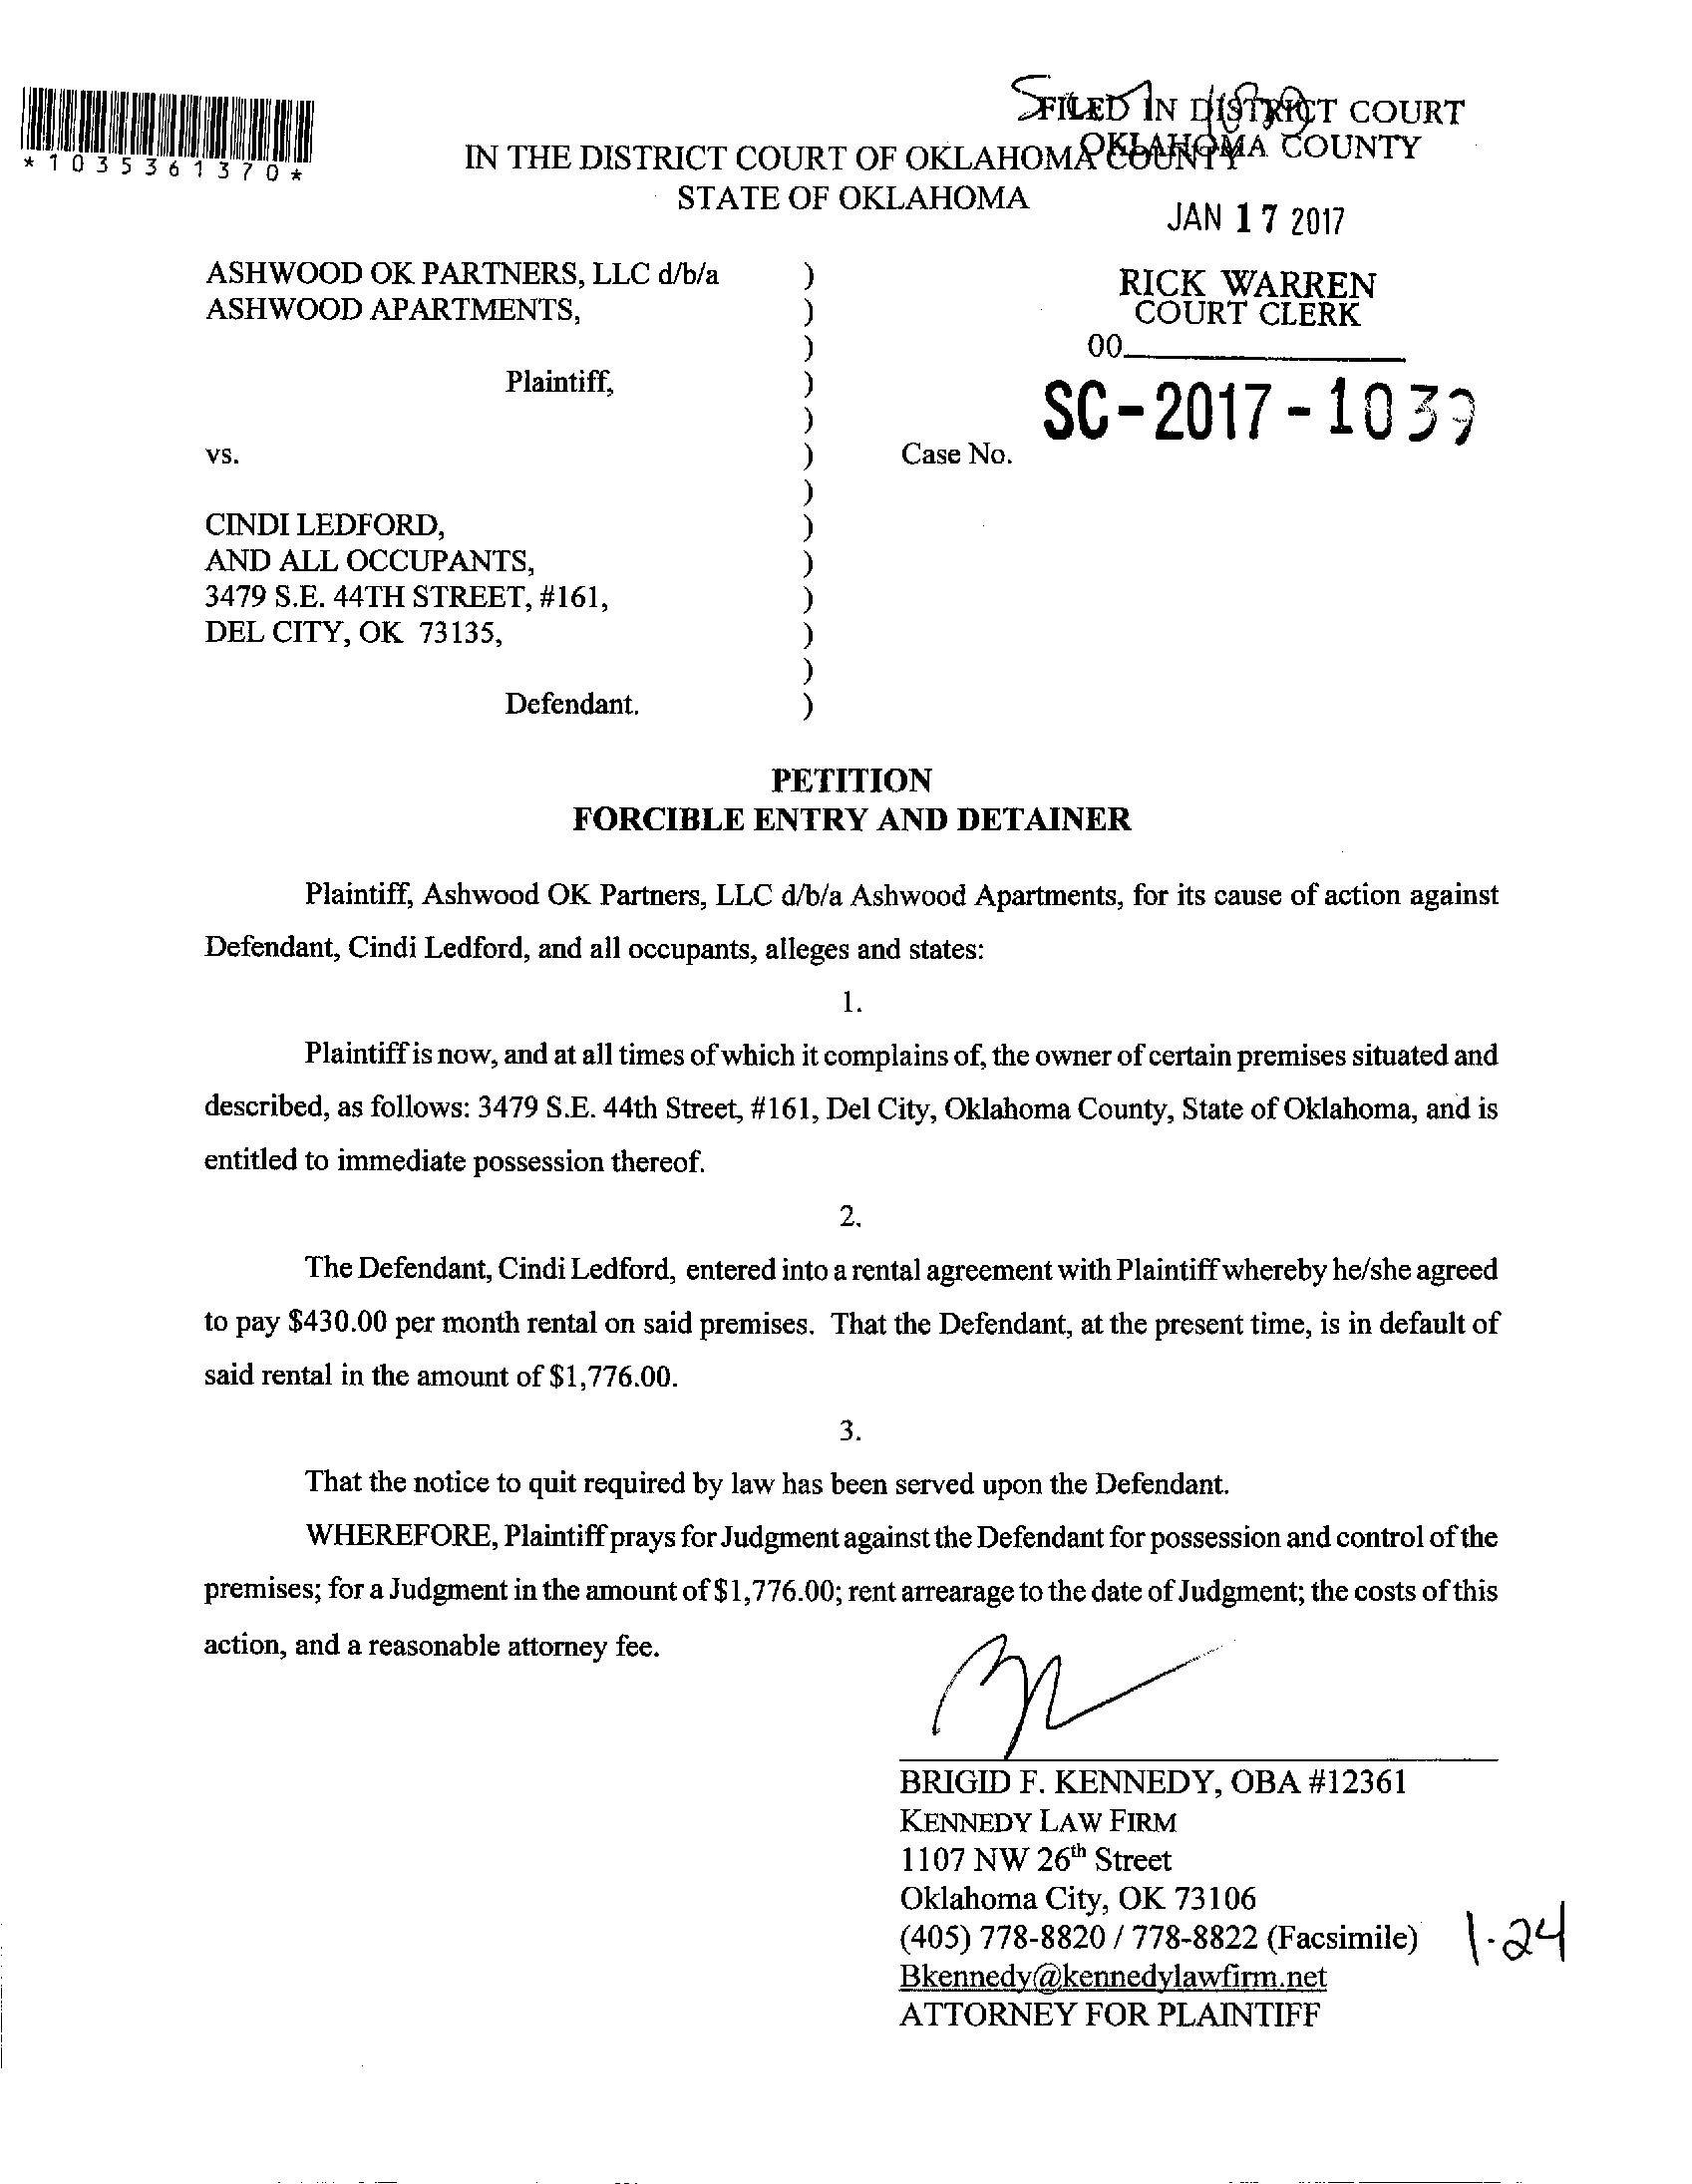 *1035361370*
FILED IN DISTRICT COURT
OKLAHOMA COUNTY
IN THE DISTRICT COURT OF OKLAHOMA COUNTY
STATE OF OKLAHOMA
JAN 17 2017
RICK WARREN
COURT CLERK
00
ASHWOOD OK PARTNERS, LLC d/b/a )
ASHWOOD APARTMENTS, )
)
Plaintiff, )
)
SC-2017-1039
vs. ) Case No.
)
CINDI LEDFORD, )
AND ALL OCCUPANTS, )
3479 S.E. 44TH STREET, #161, )
DEL CITY, OK 73135, )
)
Defendant. )
PETITION
FORCIBLE ENTRY AND DETAINER
Plaintiff, Ashwood OK Partners, LLC d/b/a Ashwood Apartments, for its cause of action against
Defendant, Cindi Ledford, and all occupants, alleges and states:
1.
Plaintiff is now, and at all times of which it complains of, the owner of certain premises situated and
described, as follows: 3479 S.E. 44th Street, #161, Del City, Oklahoma County, State of Oklahoma, and is
entitled to immediate possession thereof.
2.
The Defendant, Cindi Ledford, entered into a rental agreement with Plaintiff whereby he/she agreed
to pay $430.00 per month rental on said premises. That the Defendant, at the present time, is in default of
said rental in the amount of $1,776.00.
3.
That the notice to quit required by law has been served upon the Defendant.
WHEREFORE, Plaintiff prays for Judgment against the Defendant for possession and control of the
premises; for a Judgment in the amount of $1,776.00; rent arrearage to the date of Judgment; the costs of this
action, and a reasonable attorney fee.
BRIGID F. KENNEDY, OBA #12361
KENNEDY LAW FIRM
1107 NW 26th Street
Oklahoma City, OK 73106
(405) 778-8820 / 778-8822 (Facsimile)
1-24
Bkennedy@kennedylawfirm.net
ATTORNEY FOR PLAINTIFF